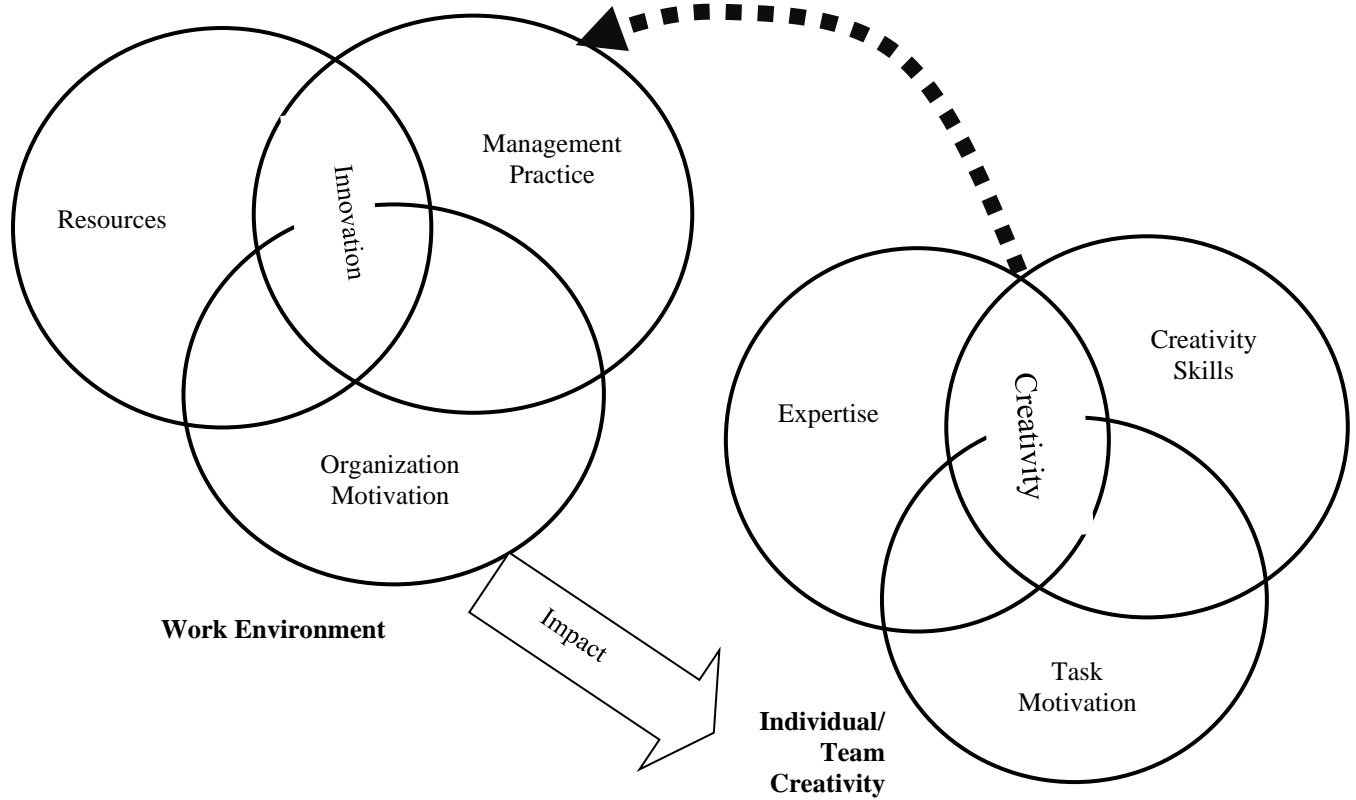 Management
Practice
Innovation
Resources
Organization
Motivation
Work Environment
Impact
Creativity
Skills
Expertise
Creativity
Task
Motivation
Individual/
Team
Creativity